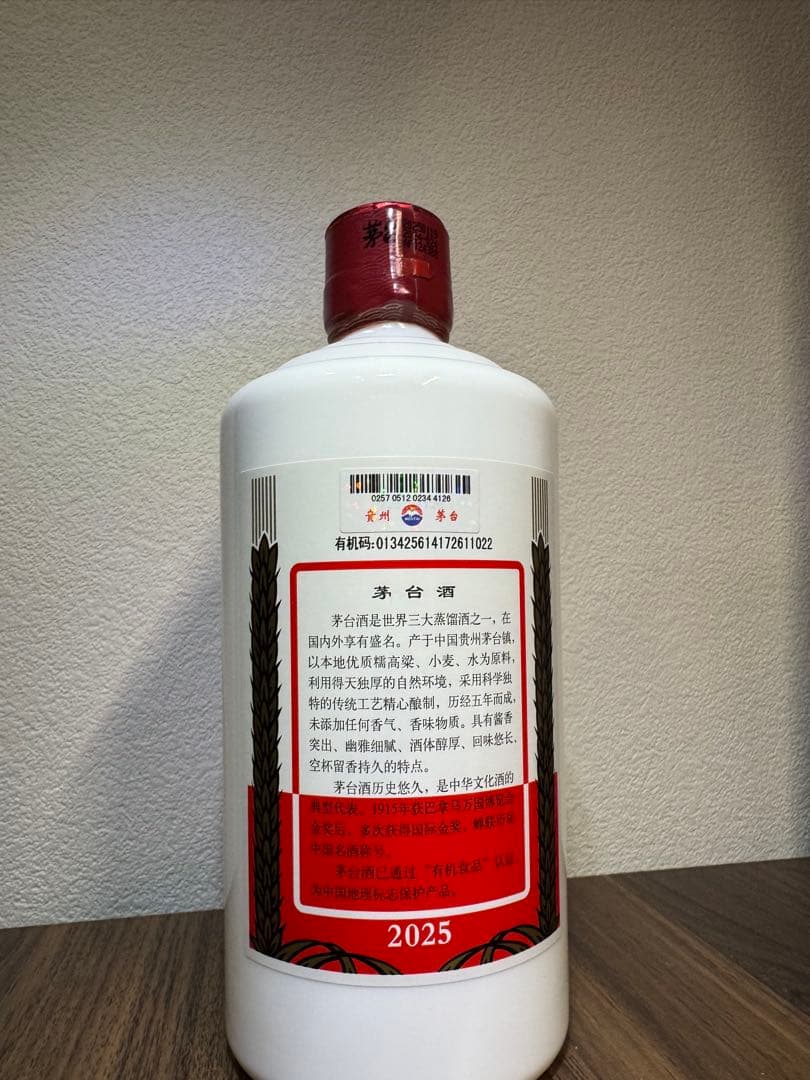 茅台
0257 0512 0234 4126
贵州 茅台
有机码:013425614172611022
茅台酒
茅台酒是世界三大蒸馏酒之一，在
国内外享有盛名。产于中国贵州茅台镇，
以本地优质糯高粱、小麦、水为原料，
利用得天独厚的自然环境，采用科学独
特的传统工艺精心酿制，历经五年而成，
未添加任何香气、香味物质。具有酱香
突出、幽雅细腻、酒体醇厚、回味悠长、
空杯留香持久的特点。
茅台酒历史悠久，是中华文化酒的
典型代表。1915年获巴拿马万国博览会
金奖后，多次获得国际金奖，蝉联历届
中国名酒称号。
茅台酒已通过“有机食品”认证，
为中国地理标志保护产品。
2025